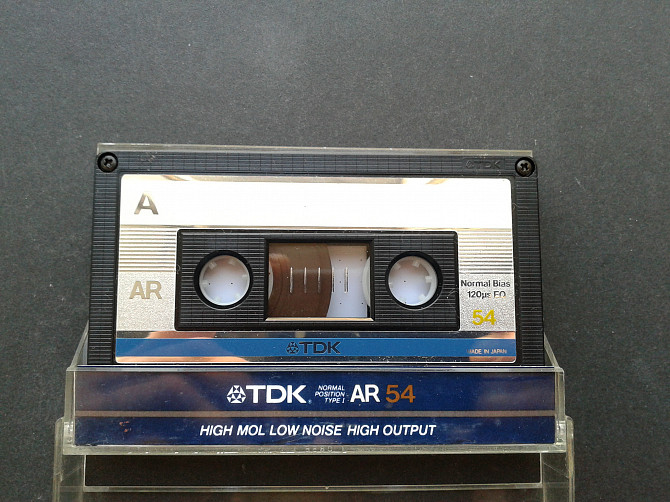 TDK
A
AR
Normal Bias
120µs EQ
54
TDK
MADE IN JAPAN
TDK NORMAL POSITION TYPE I AR 54
HIGH MOL LOW NOISE HIGH OUTPUT